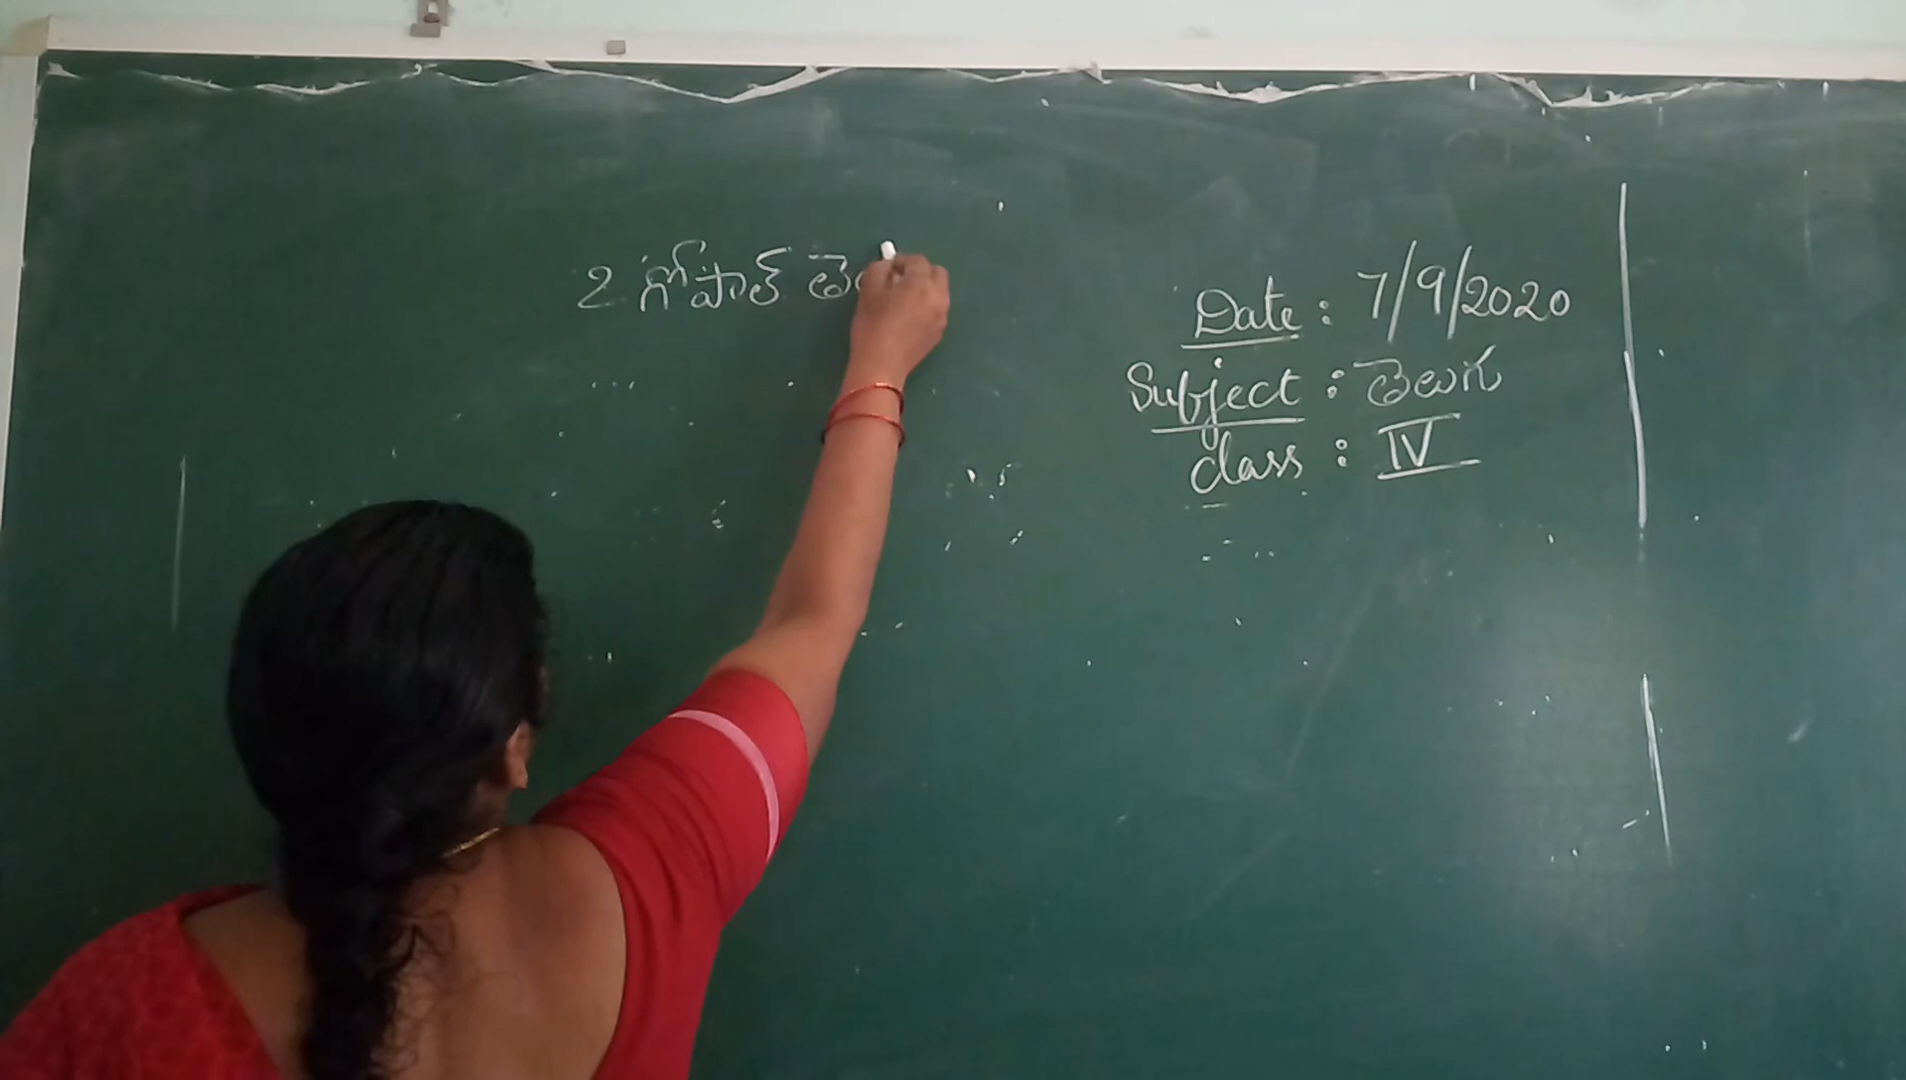 2 గోపాల్ తె
Date : 7/9/2020
Subject : తెలుగు
class : IV